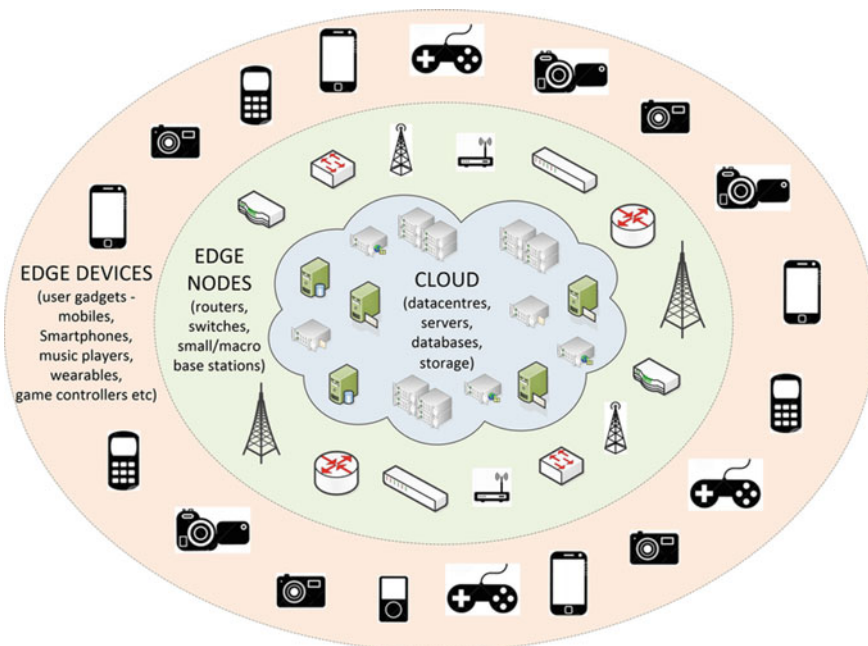 EDGE DEVICES
(user gadgets -
mobiles,
Smartphones,
music players,
wearables,
game controllers etc)
EDGE
NODES
(routers,
switches,
small/macro
base stations)
CLOUD
(datacentres,
servers,
databases,
storage)